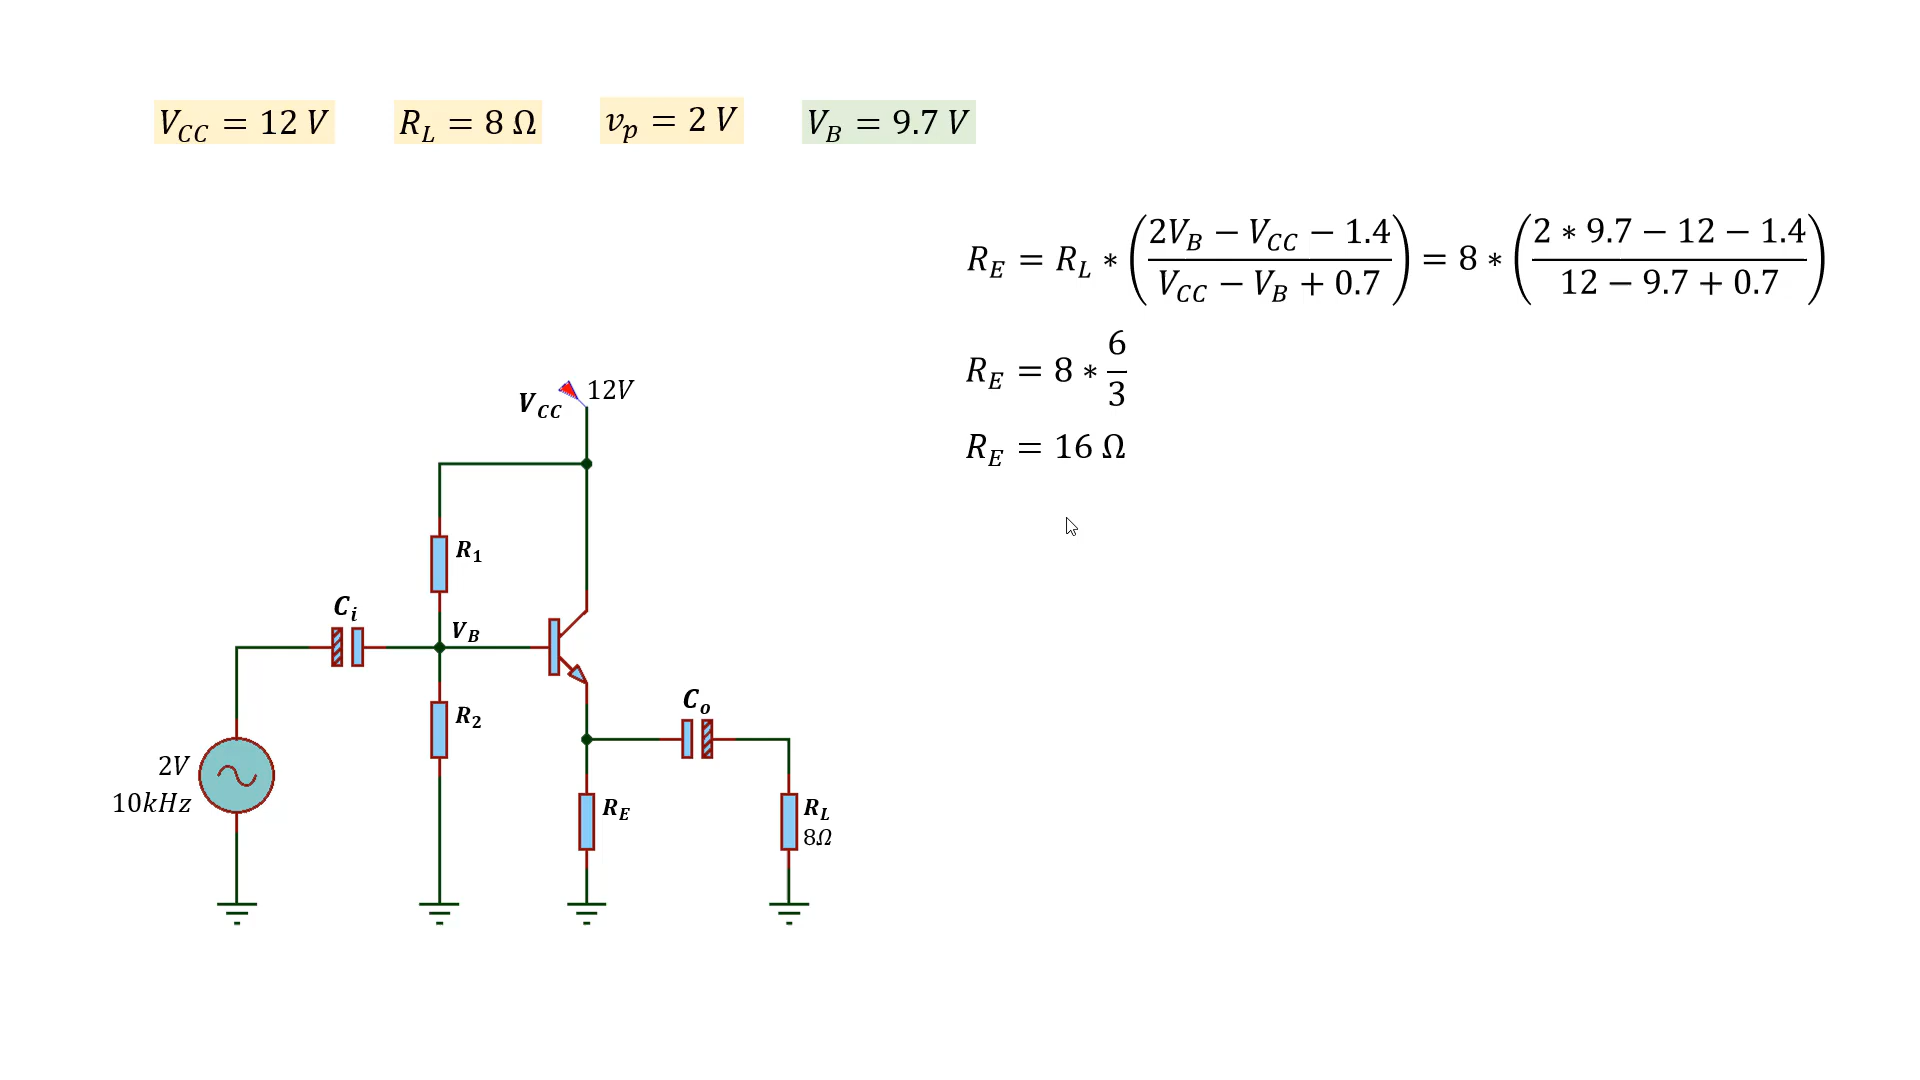 V_CC = 12 V   R_L = 8 Ω   v_p = 2 V   V_B = 9.7 V
R_E = R_L * ((2V_B − V_CC − 1.4)/(V_CC − V_B + 0.7)) = 8 * ((2 * 9.7 − 12 − 1.4)/(12 − 9.7 + 0.7))
R_E = 8 * 6/3
R_E = 16 Ω
V_CC 12V
R_1
C_i
V_B
C_o
R_2
2V
10kHz
R_E
R_L
8Ω